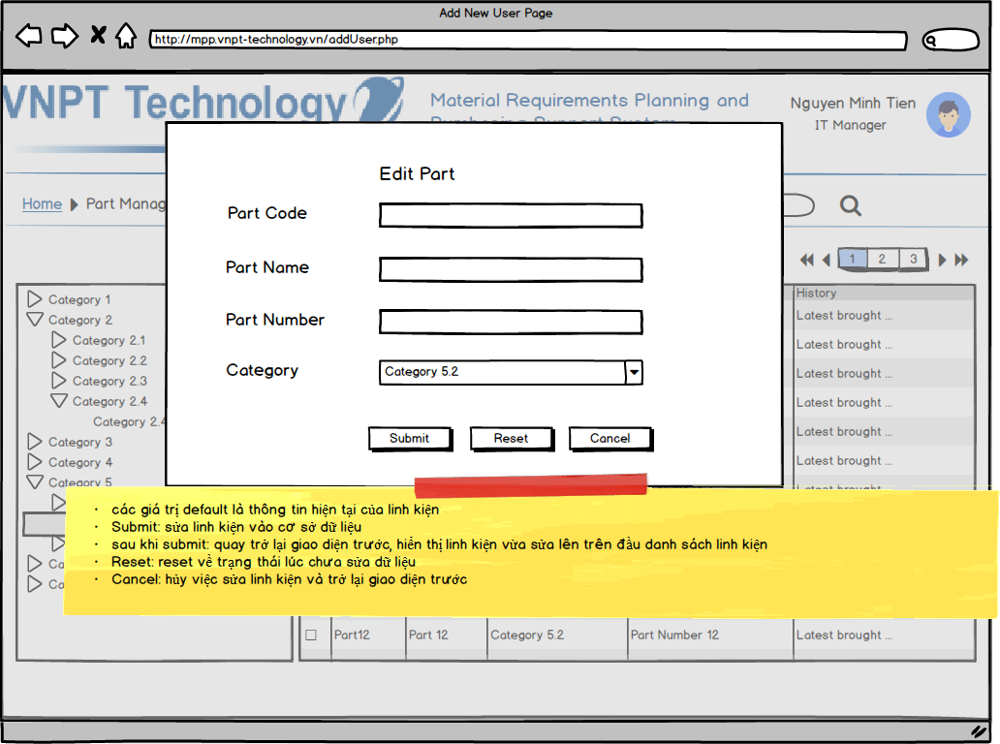 Add New User Page
http://mpp.vnpt-technology.vn/addUser.php
VNPT Technology
Material Requirements Planning and
Purchasing Support System
Nguyen Minh Tien
IT Manager
Home
Part Manag
1
2
3
Edit Part
Part Code
Part Name
Part Number
Category
Category 5.2
Submit
Reset
Cancel
Category 1
Category 2
Category 2.1
Category 2.2
Category 2.3
Category 2.4
Category 2.4
Category 3
Category 4
Category 5
Ca
Ca
History
Latest brought ...
Latest brought ...
Latest brought ...
Latest brought ...
Latest brought ...
Latest brought ...
Latest brought ...
· các giá trị default là thông tin hiện tại của linh kiện
· Submit: sửa linh kiện vào cơ sở dữ liệu
· sau khi submit: quay trở lại giao diện trước, hiển thị linh kiện vừa sửa lên trên đầu danh sách linh kiện
· Reset: reset về trạng thái lúc chưa sửa dữ liệu
· Cancel: hủy việc sửa linh kiện và trở lại giao diện trước
Part12
Part 12
Category 5.2
Part Number 12
Latest brought ...